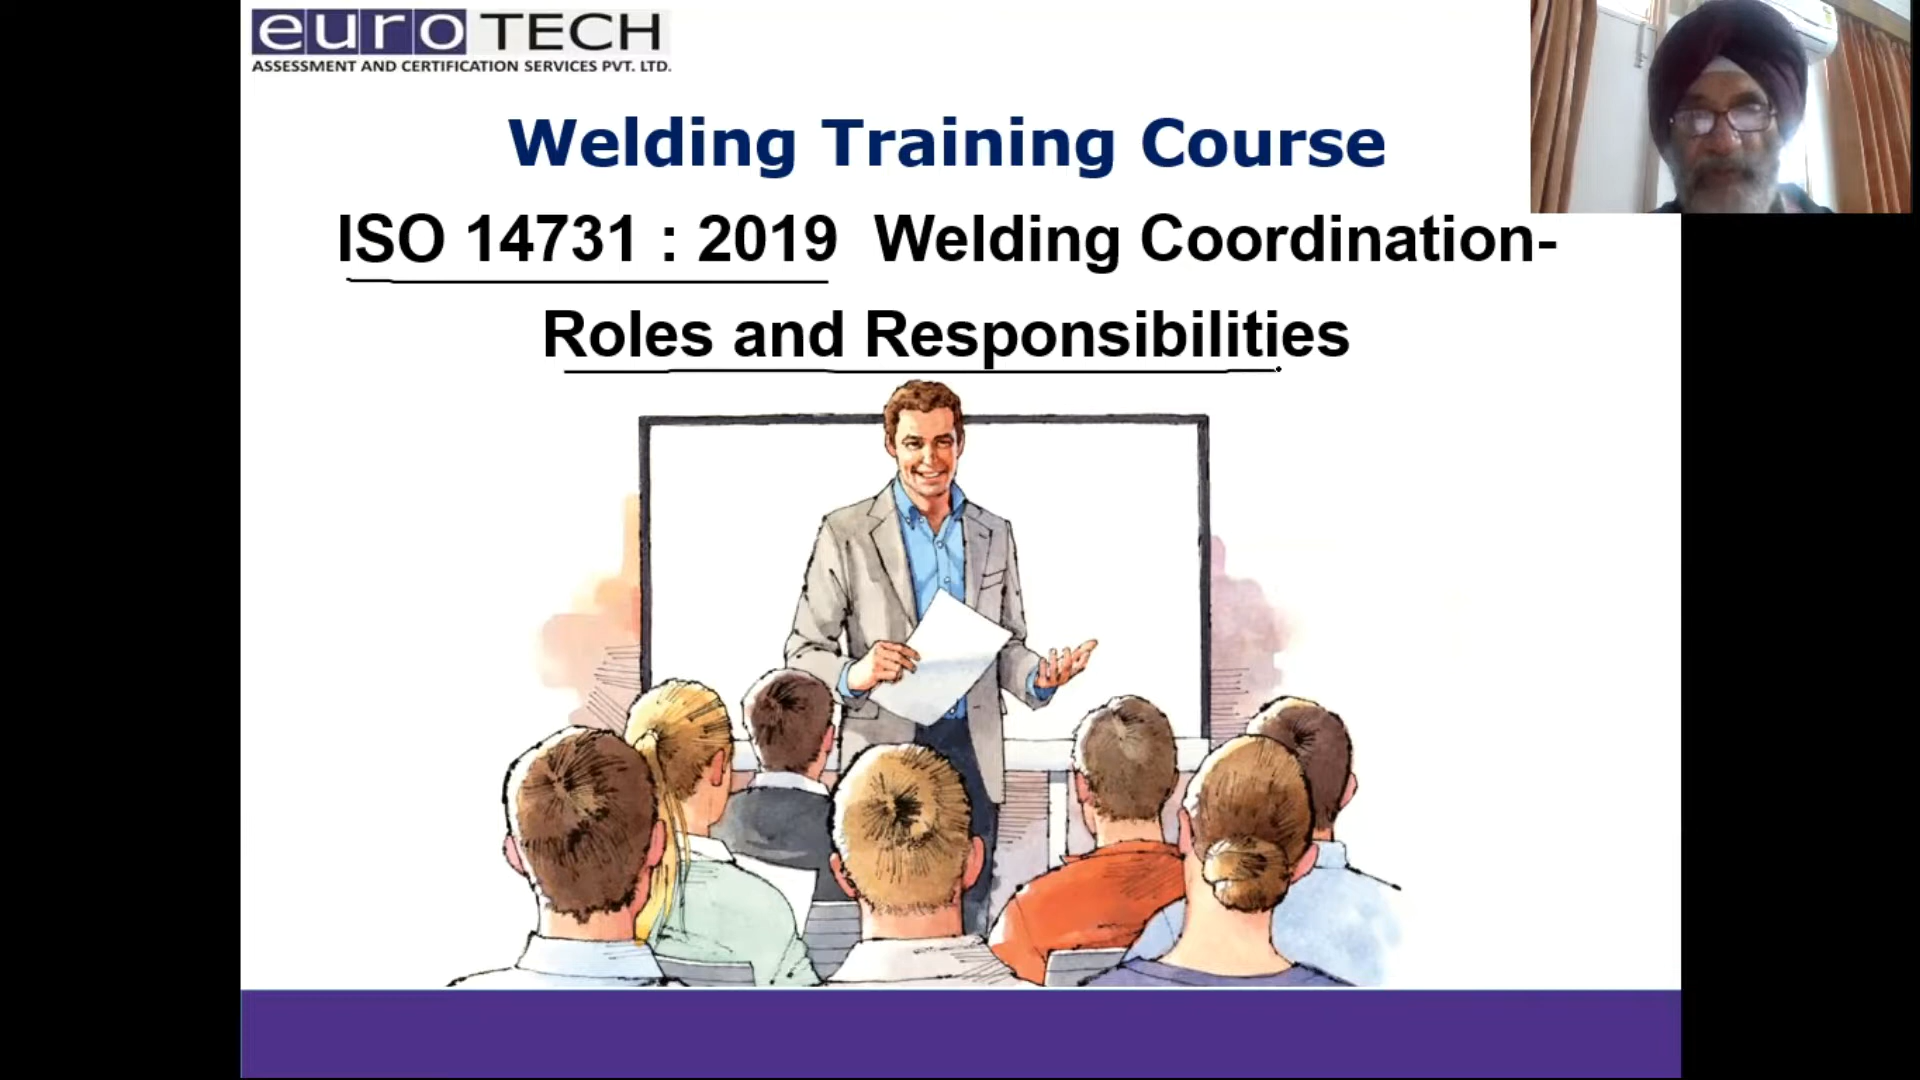 euro TECH
ASSESSMENT AND CERTIFICATION SERVICES PVT. LTD.
Welding Training Course
ISO 14731 : 2019 Welding Coordination-
Roles and Responsibilities